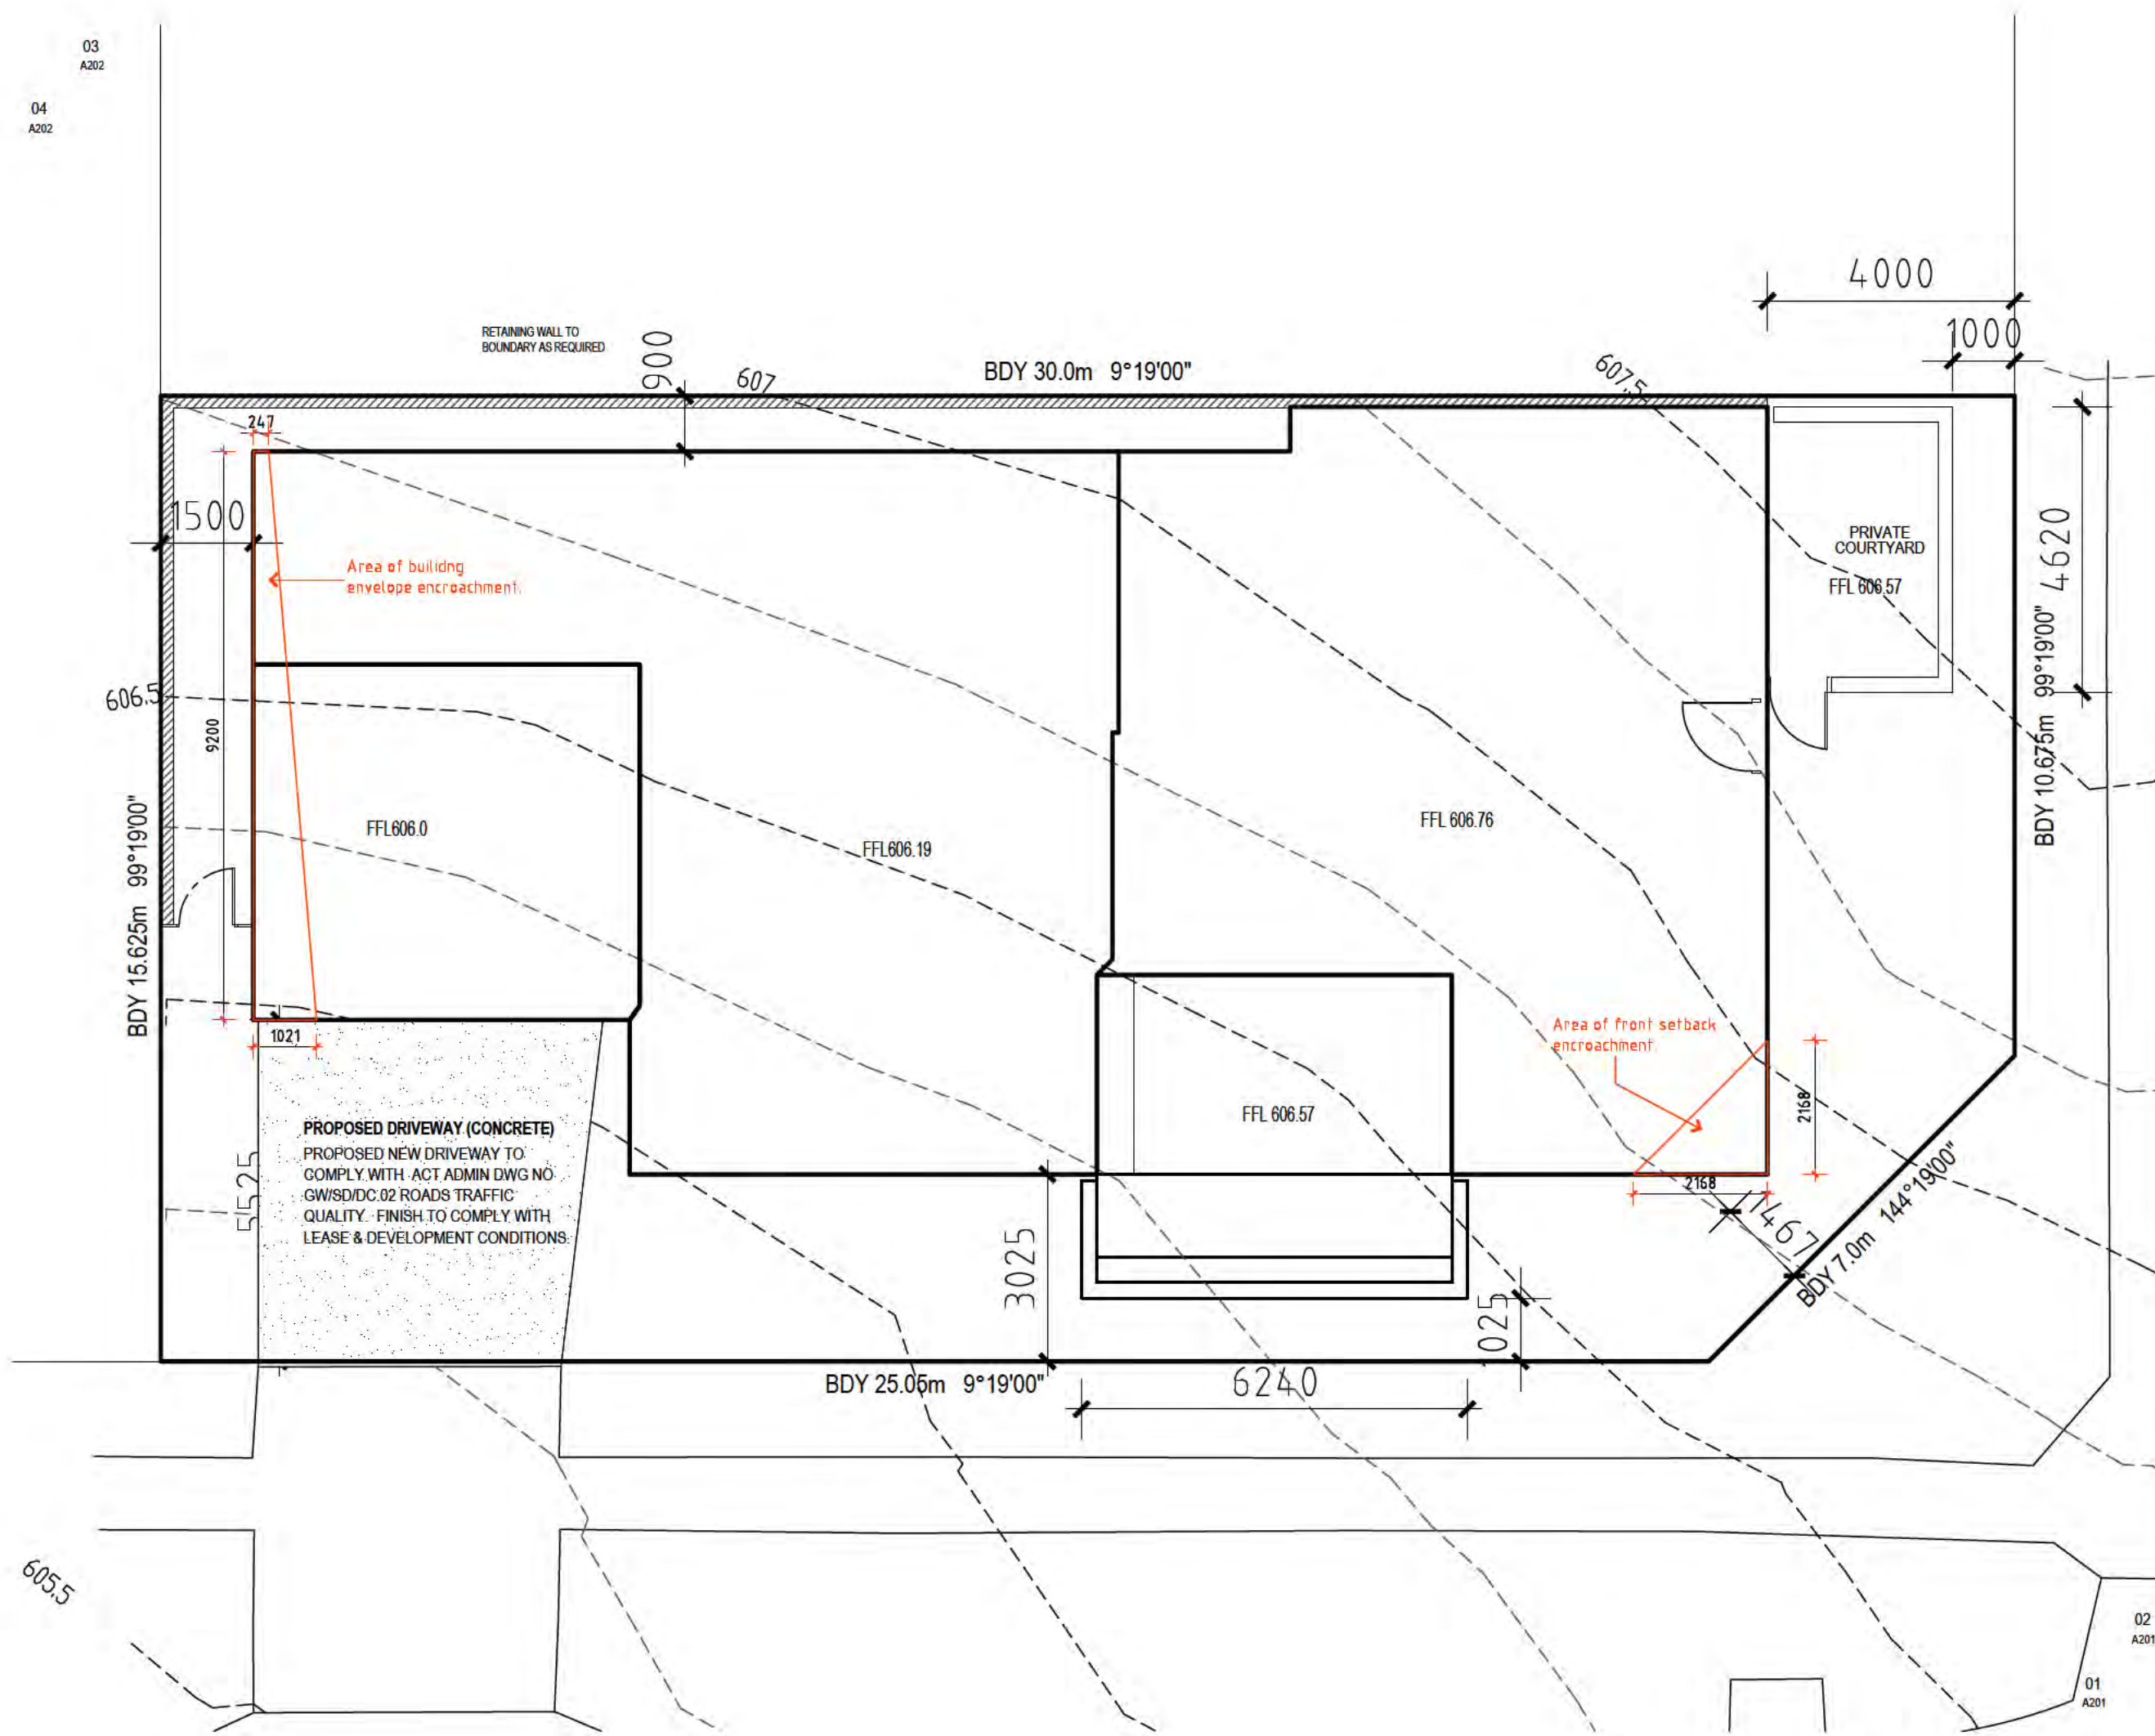 03
A202
04
A202
4000
1000
RETAINING WALL TO
BOUNDARY AS REQUIRED
900
607
BDY 30.0m 9°19'00"
607.5
247
1500
Area of builidng
envelope encroachment.
PRIVATE
COURTYARD
FFL 606.57
4620
BDY 10.675m 99°19'00"
606.5
9200
FFL606.0
FFL606.19
FFL 606.76
BDY 15.625m 99°19'00"
1021
Area of front setback
encroachment
2168
FFL 606.57
PROPOSED DRIVEWAY (CONCRETE)
PROPOSED NEW DRIVEWAY TO
COMPLY WITH ACT ADMIN DWG NO
GW/SD/DC.02 ROADS TRAFFIC
QUALITY. FINISH TO COMPLY WITH
LEASE & DEVELOPMENT CONDITIONS.
5525
2168
1467
BDY 7.0m 144°19'00"
3025
BDY 25.05m 9°19'00"
6240
605.5
02
A201
01
A201